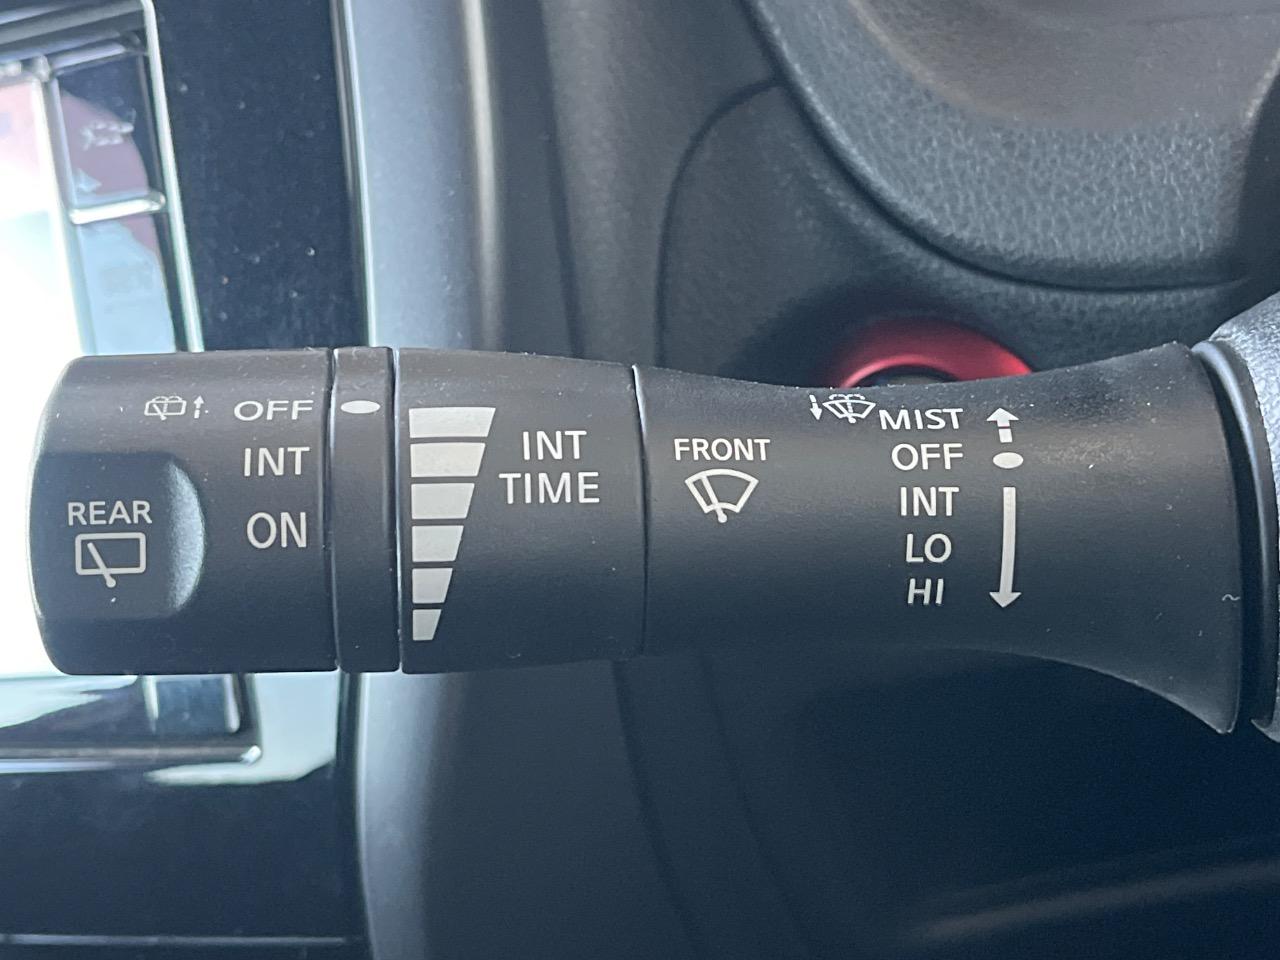 REAR
OFF
INT
ON
INT
TIME
FRONT
MIST
OFF
INT
LO
HI